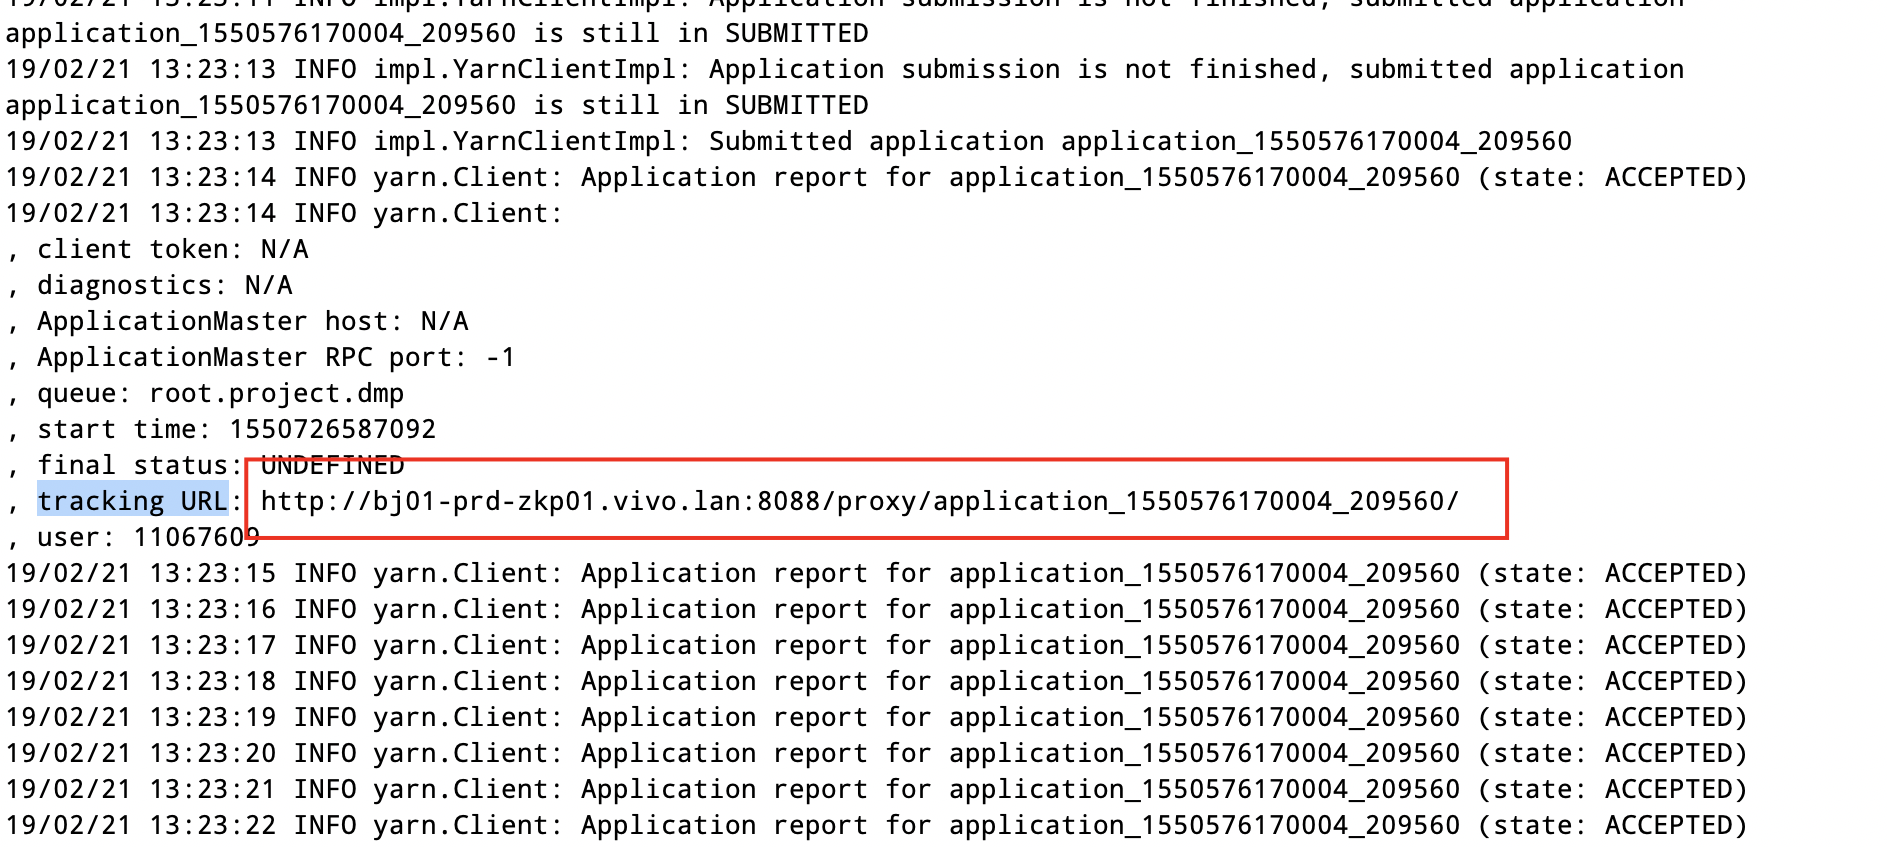 19/02/21 13:23:11 INFO impl.YarnClientImpl: Application submission is not finished, submitted application
application_1550576170004_209560 is still in SUBMITTED
19/02/21 13:23:13 INFO impl.YarnClientImpl: Application submission is not finished, submitted application
application_1550576170004_209560 is still in SUBMITTED
19/02/21 13:23:13 INFO impl.YarnClientImpl: Submitted application application_1550576170004_209560
19/02/21 13:23:14 INFO yarn.Client: Application report for application_1550576170004_209560 (state: ACCEPTED)
19/02/21 13:23:14 INFO yarn.Client:
, client token: N/A
, diagnostics: N/A
, ApplicationMaster host: N/A
, ApplicationMaster RPC port: -1
, queue: root.project.dmp
, start time: 1550726587092
, final status: UNDEFINED
, tracking URL: http://bj01-prd-zkp01.vivo.lan:8088/proxy/application_1550576170004_209560/
, user: 11067609
19/02/21 13:23:15 INFO yarn.Client: Application report for application_1550576170004_209560 (state: ACCEPTED)
19/02/21 13:23:16 INFO yarn.Client: Application report for application_1550576170004_209560 (state: ACCEPTED)
19/02/21 13:23:17 INFO yarn.Client: Application report for application_1550576170004_209560 (state: ACCEPTED)
19/02/21 13:23:18 INFO yarn.Client: Application report for application_1550576170004_209560 (state: ACCEPTED)
19/02/21 13:23:19 INFO yarn.Client: Application report for application_1550576170004_209560 (state: ACCEPTED)
19/02/21 13:23:20 INFO yarn.Client: Application report for application_1550576170004_209560 (state: ACCEPTED)
19/02/21 13:23:21 INFO yarn.Client: Application report for application_1550576170004_209560 (state: ACCEPTED)
19/02/21 13:23:22 INFO yarn.Client: Application report for application_1550576170004_209560 (state: ACCEPTED)